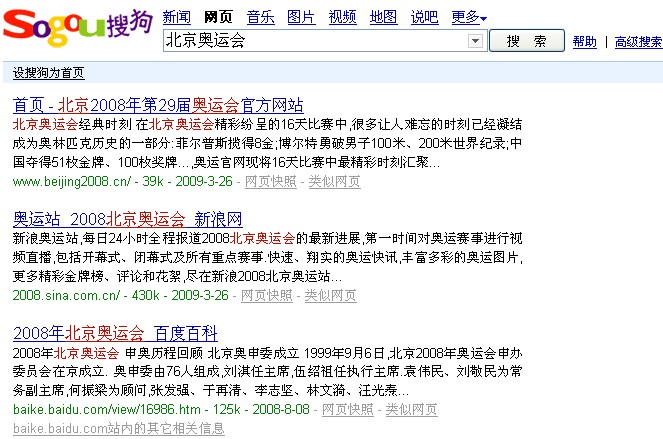 Sogou搜狗 新闻 网页 音乐 图片 视频 地图 说吧 更多
北京奥运会 搜 索 帮助 | 高级搜索
设搜狗为首页
首页 - 北京2008年第29届奥运会官方网站
北京奥运会经典时刻 在北京奥运会精彩纷呈的16天比赛中,很多让人难忘的时刻已经凝结
成为奥林匹克历史的一部分:菲尔普斯揽得8金;博尔特勇破男子100米、200米世界纪录;中
国夺得51枚金牌、100枚奖牌...,奥运官网现将16天比赛中最精彩时刻汇聚...
www.beijing2008.cn/ - 39k - 2009-3-26 - 网页快照 - 类似网页
奥运站_2008北京奥运会_新浪网
新浪奥运站,每日24小时全程报道2008北京奥运会的最新进展,第一时间对奥运赛事进行视
频直播,包括开幕式、闭幕式及所有重点赛事.快速、翔实的奥运快讯,丰富多彩的奥运图片,
更多精彩金牌榜、评论和花絮,尽在新浪2008北京奥运站...
2008.sina.com.cn/ - 430k - 2009-3-26 - 网页快照 - 类似网页
2008年北京奥运会_百度百科
2008年北京奥运会 申奥历程回顾 北京奥申委成立 1999年9月6日,北京2008年奥运会申办
委员会在京成立. 奥申委由76人组成,刘淇任主席,伍绍祖任执行主席.袁伟民、刘敬民为常
务副主席,何振梁为顾问,张发强、于再清、李志坚、林文漪、汪光焘...
baike.baidu.com/view/16986.htm - 125k - 2008-8-08 - 网页快照 - 类似网页
baike.baidu.com站内的其它相关信息